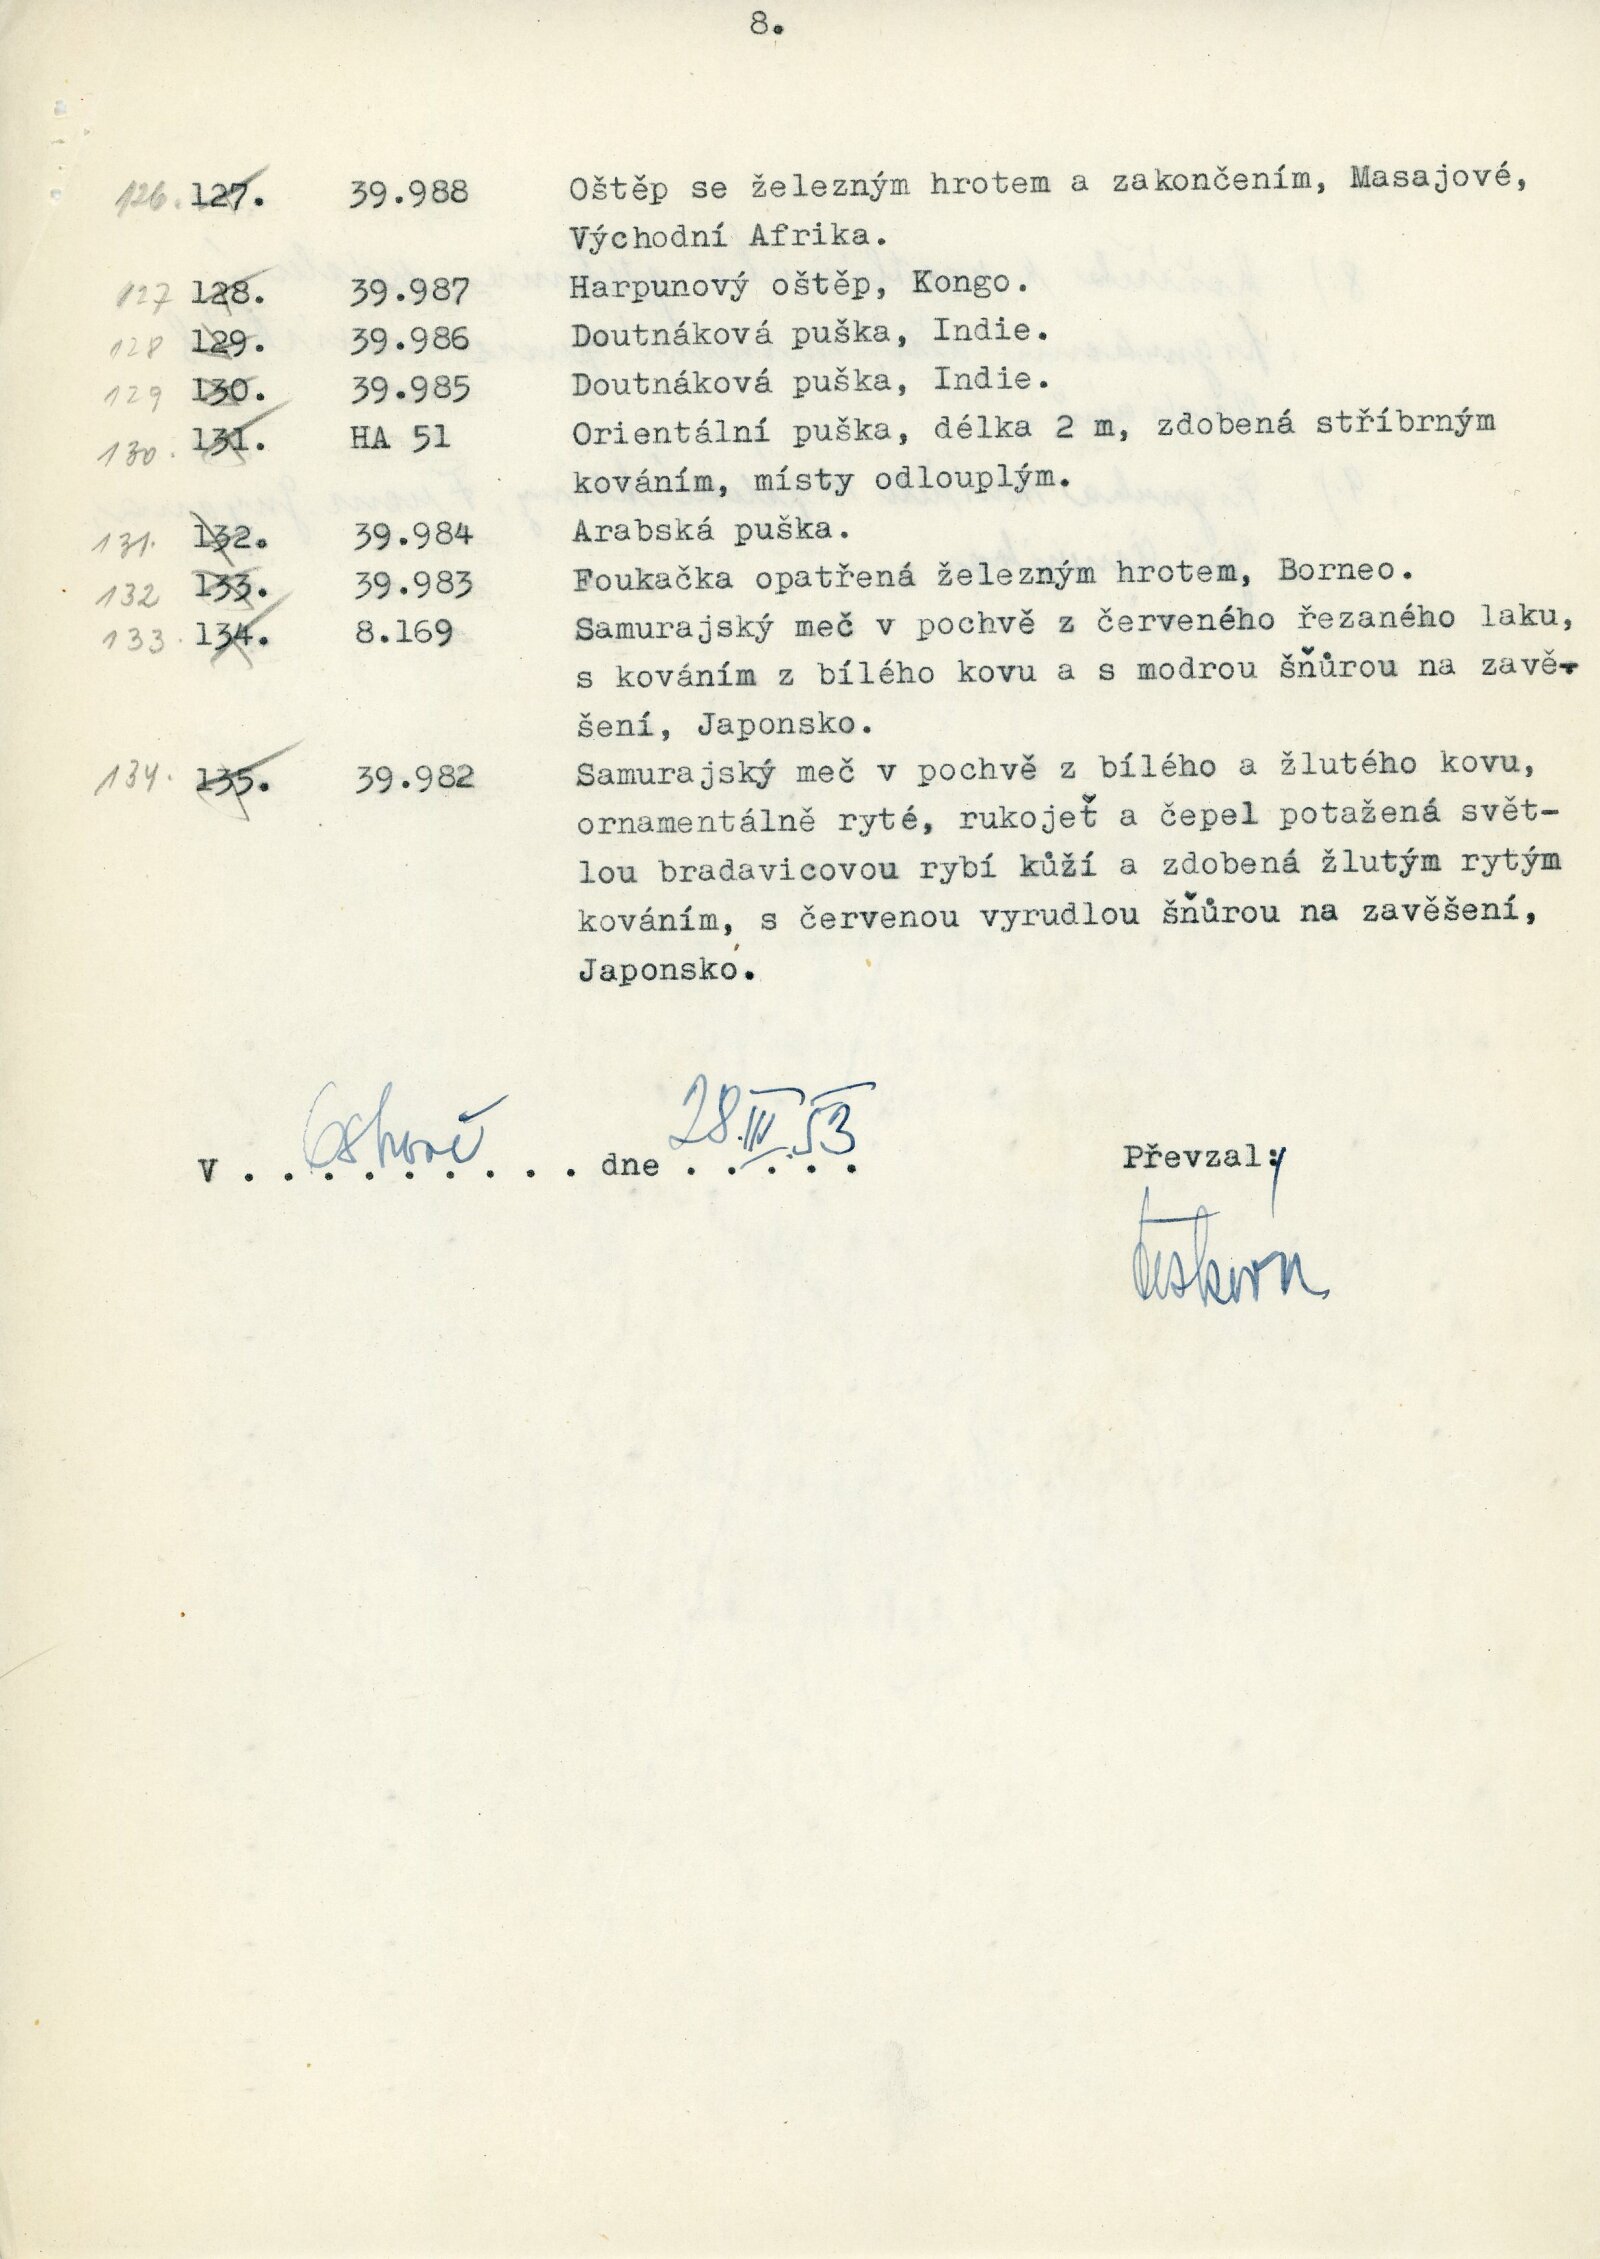 8.
126. 127. 39.988 Oštěp se železným hrotem a zakončením, Masajové,
Východní Afrika.
127 128. 39.987 Harpunový oštěp, Kongo.
128 129. 39.986 Doutnáková puška, Indie.
129 130. 39.985 Doutnáková puška, Indie.
130. 131. HA 51 Orientální puška, délka 2 m, zdobená stříbrným
kováním, místy odlouplým.
131. 132. 39.984 Arabská puška.
132 133. 39.983 Foukačka opatřená železným hrotem, Borneo.
133. 134. 8.169 Samurajský meč v pochvě z červeného řezaného laku,
s kováním z bílého kovu a s modrou šňůrou na zavě-
šení, Japonsko.
134. 135. 39.982 Samurajský meč v pochvě z bílého a žlutého kovu,
ornamentálně ryté, rukojeť a čepel potažená svět-
lou bradavicovou rybí kůží a zdobená žlutým rytým
kováním, s červenou vyrudlou šňůrou na zavěšení,
Japonsko.
V . . . . . . . . . dne 28.III.53
Převzal: